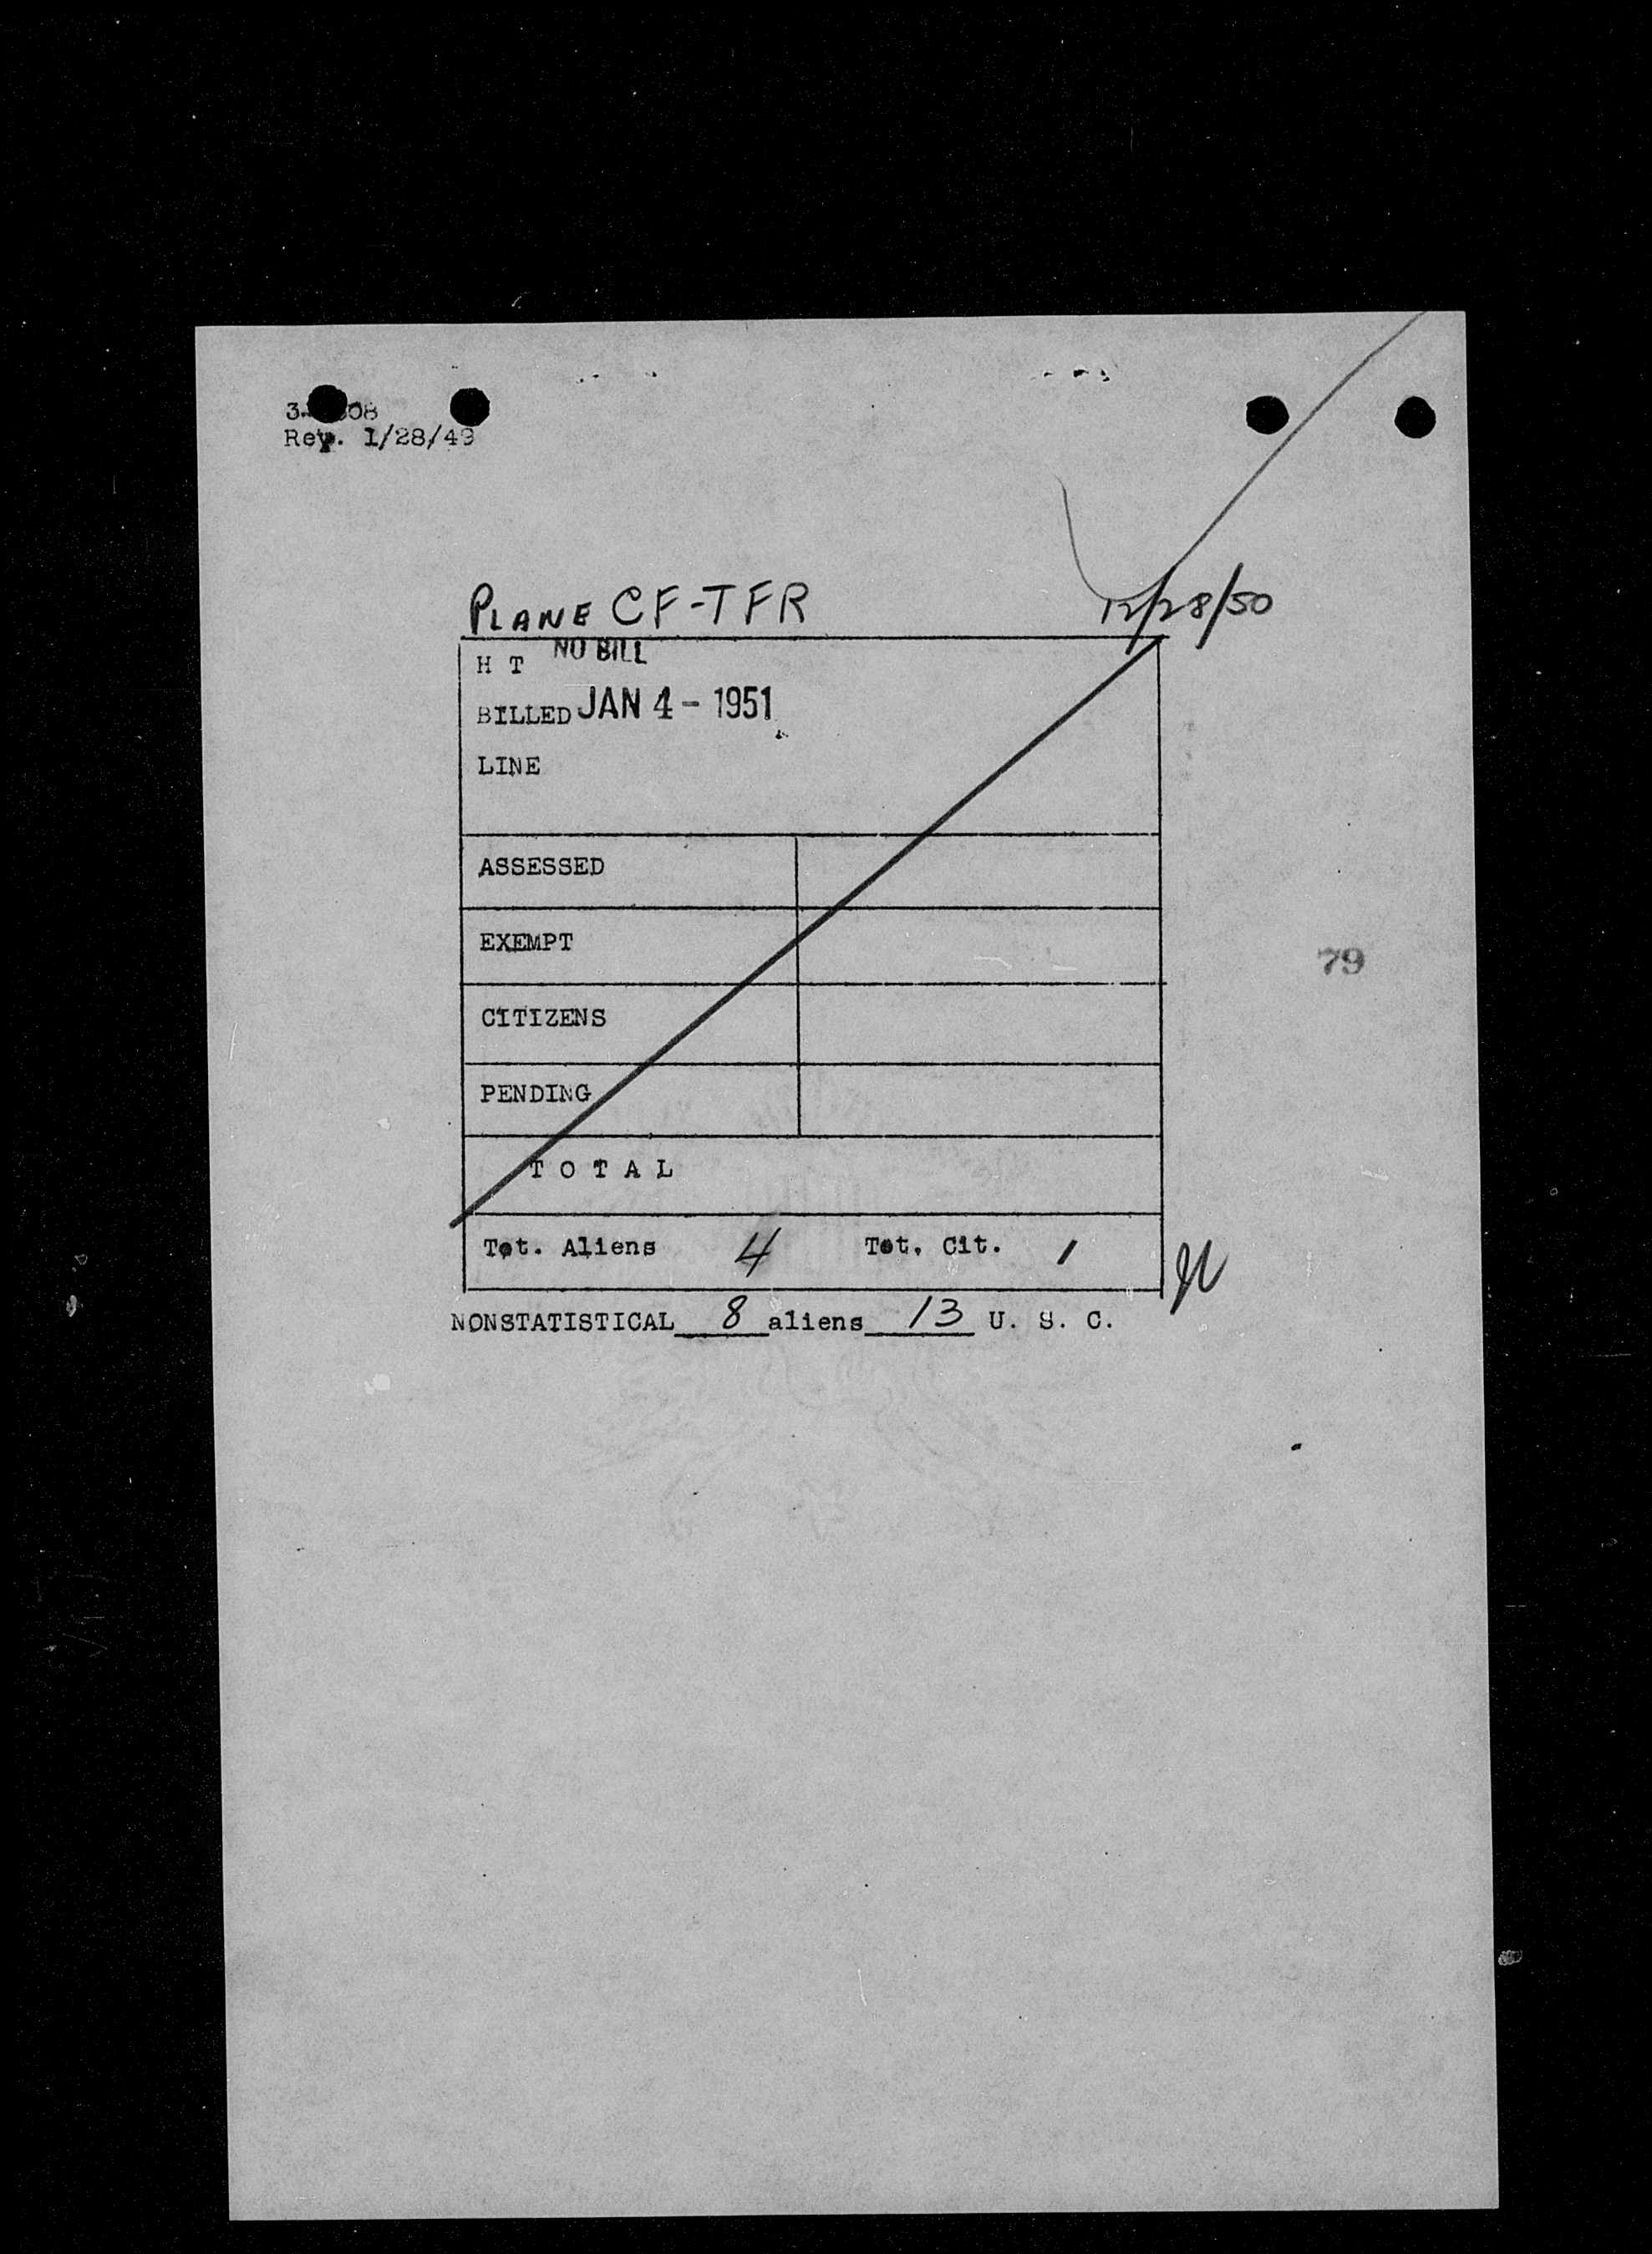 Rev. 1/28/49
PLANE CF-TFR 12/28/50
H T NO BILL
BILLED JAN 4 - 1951
LINE
ASSESSED
EXEMPT
79
CITIZENS
PENDING
T O T A L
Tot. Aliens 4 Tot. Cit. 1
NONSTATISTICAL 8 aliens 13 U. S. C.